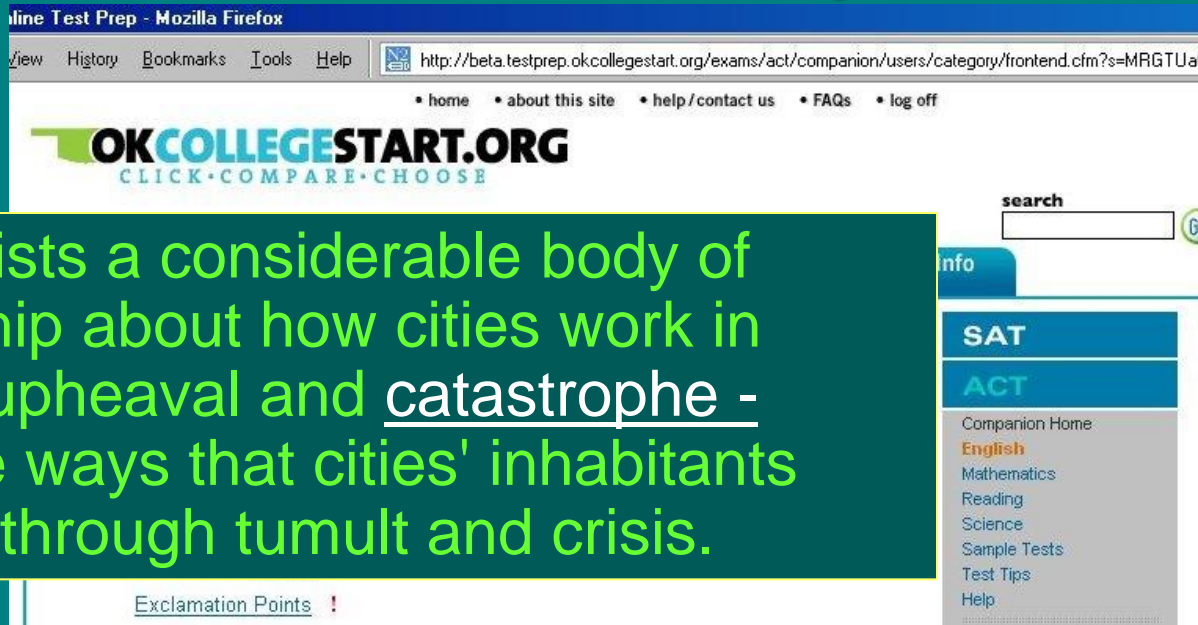 line Test Prep - Mozilla Firefox
View History Bookmarks Tools Help http://beta.testprep.okcollegestart.org/exams/act/companion/users/category/frontend.cfm?s=MRGTUa
• home • about this site • help/contact us • FAQs • log off
OKCOLLEGESTART.ORG
CLICK•COMPARE•CHOOSE
search
G
info
ists a considerable body of
hip about how cities work in
upheaval and catastrophe -
e ways that cities' inhabitants
through tumult and crisis.
SAT
ACT
Companion Home
English
Mathematics
Reading
Science
Sample Tests
Test Tips
Help
Exclamation Points !